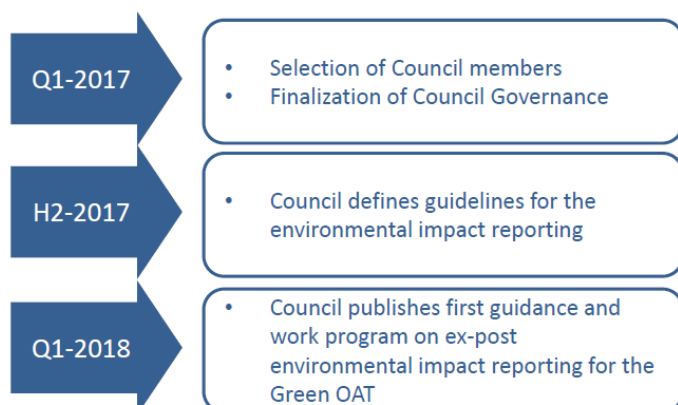 Q1-2017
• Selection of Council members
• Finalization of Council Governance
H2-2017
• Council defines guidelines for the
environmental impact reporting
Q1-2018
• Council publishes first guidance and
work program on ex-post
environmental impact reporting for the
Green OAT